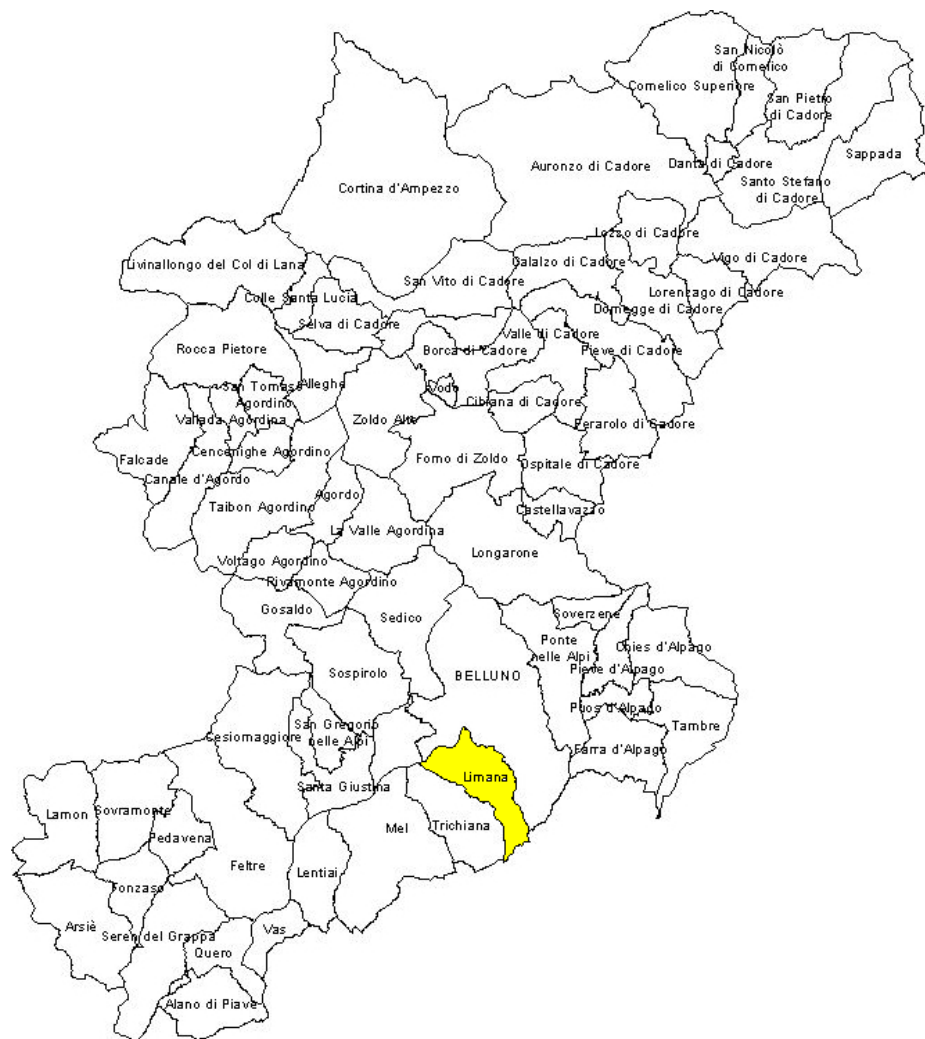 San Nicolò
di Comelico
Comelico Superiore
San Pietro
di Cadore
Sappada
Danta di Cadore
Auronzo di Cadore
Santo Stefano
di Cadore
Cortina d'Ampezzo
Lozzo di Cadore
Vigo di Cadore
Calalzo di Cadore
Livinallongo del Col di Lana
San Vito di Cadore
Lorenzago di Cadore
Colle Santa Lucia
Domegge di Cadore
Selva di Cadore
Valle di Cadore
Rocca Pietore
Borca di Cadore
Pieve di Cadore
San Tomaso
Agordino
Alleghe
Vodo
Cibiana di Cadore
Vallada Agordina
Zoldo Alto
Perarolo di Cadore
Cencenighe Agordino
Falcade
Forno di Zoldo
Ospitale di Cadore
Canale d'Agordo
Agordo
Taibon Agordino
Castellavazzo
La Valle Agordina
Longarone
Voltago Agordino
Rivamonte Agordino
Gosaldo
Sedico
Soverzene
Ponte
nelle Alpi
Chies d'Alpago
Pieve d'Alpago
Sospirolo
BELLUNO
Puos d'Alpago
Tambre
San Gregorio
nelle Alpi
Cesiomaggiore
Farra d'Alpago
Limana
Santa Giustina
Lamon
Sovramonte
Mel
Trichiana
Pedavena
Feltre
Lentiai
Fonzaso
Arsiè
Seren del Grappa
Vas
Quero
Alano di Piave